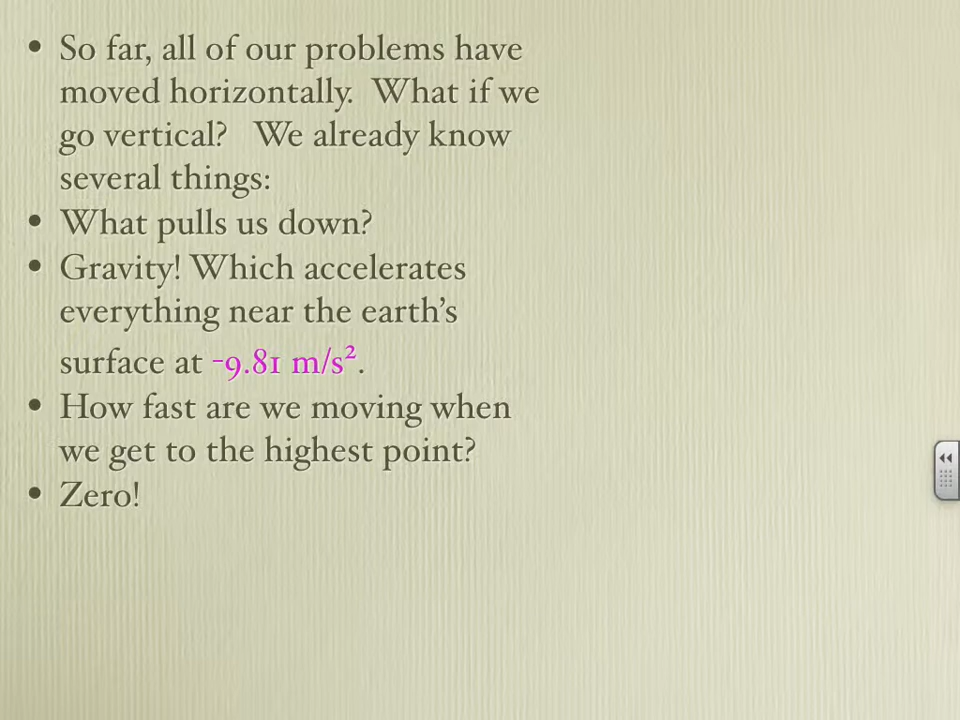 • So far, all of our problems have
moved horizontally. What if we
go vertical? We already know
several things:
• What pulls us down?
• Gravity! Which accelerates
everything near the earth's
surface at -9.81 m/s².
• How fast are we moving when
we get to the highest point?
• Zero!